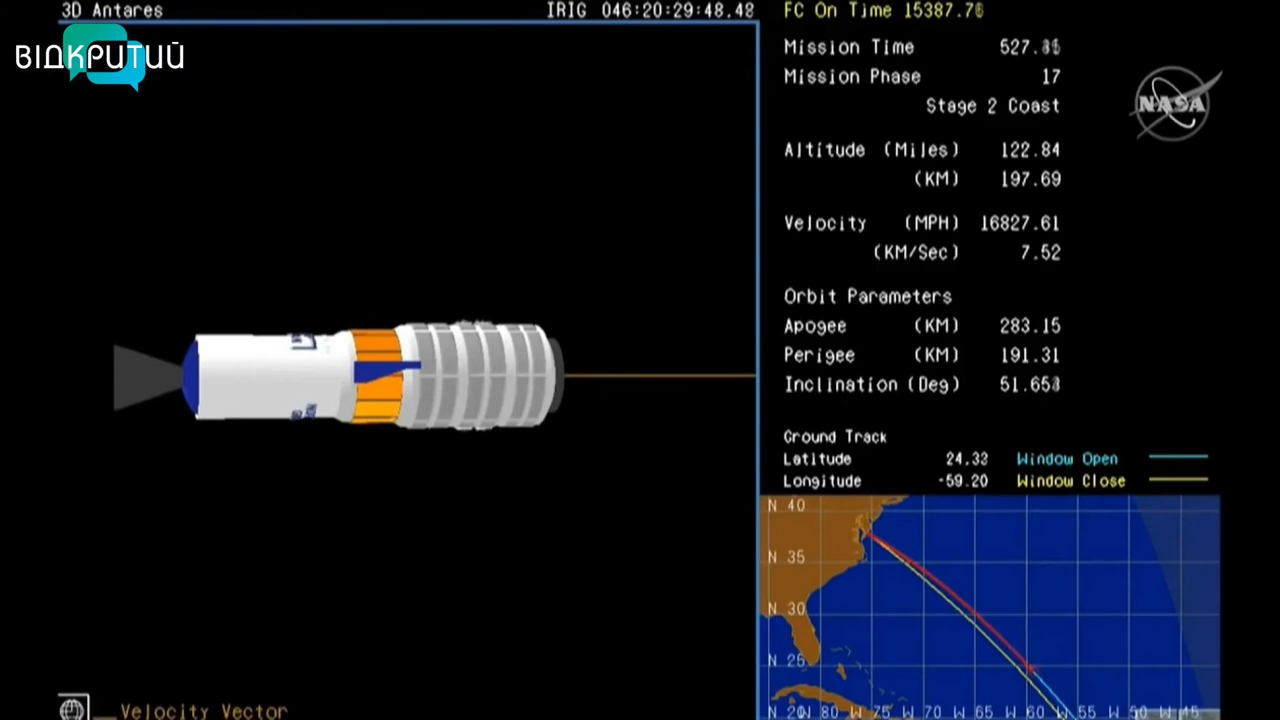 3D Antares
IRIG 046:20:29:48.48
ВІДКРИТИЙ
FC On Time 15387.76
Mission Time 527.
Mission Phase 17
Stage 2 Coast
NASA
Altitude (Miles) 122.84
(KM) 197.69
Velocity (MPH) 16827.61
(KM/Sec) 7.52
Orbit Parameters
Apogee (KM) 283.15
Perigee (KM) 191.31
Inclination (Deg) 51.658
Ground Track
Latitude 24.33 Window Open
Longitude -59.20 Window Close
N 40
N 35
N 30
N 25
N 20 W 80 W 75 W 70 W 65 W 60 W 55 W 50 W 45
Velocity Vector